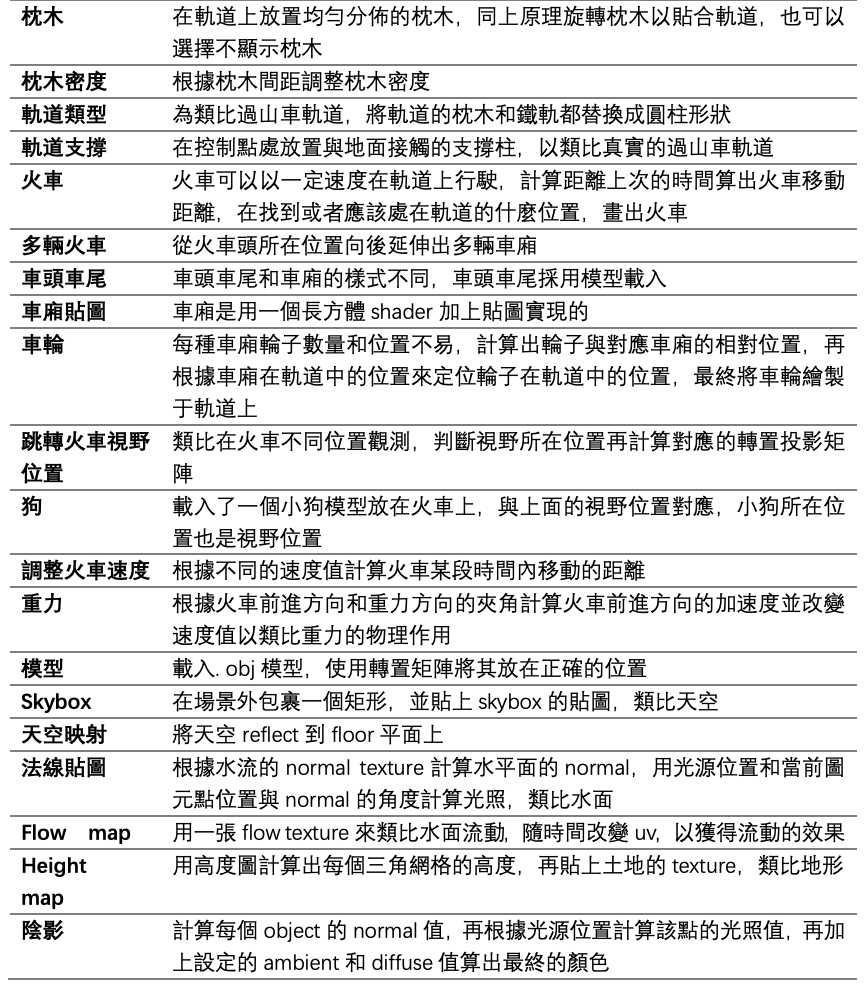 枕木 在軌道上放置均勻分佈的枕木，同上原理旋轉枕木以貼合軌道，也可以
選擇不顯示枕木
枕木密度 根據枕木間距調整枕木密度
軌道類型 為類比過山車軌道，將軌道的枕木和鐵軌都替換成圓柱形狀
軌道支撐 在控制點處放置與地面接觸的支撐柱，以類比真實的過山車軌道
火車 火車可以以一定速度在軌道上行駛，計算距離上次的時間算出火車移動
距離，在找到或者應該處在軌道的什麼位置，畫出火車
多輛火車 從火車頭所在位置向後延伸出多輛車廂
車頭車尾 車頭車尾和車廂的樣式不同，車頭車尾採用模型載入
車廂貼圖 車廂是用一個長方體 shader 加上貼圖實現的
車輪 每種車廂輪子數量和位置不易，計算出輪子與對應車廂的相對位置，再
根據車廂在軌道中的位置來定位輪子在軌道中的位置，最終將車輪繪製
于軌道上
跳轉火車視野 類比在火車不同位置觀測，判斷視野所在位置再計算對應的轉置投影矩
位置 陣
狗 載入了一個小狗模型放在火車上，與上面的視野位置對應，小狗所在位
置也是視野位置
調整火車速度 根據不同的速度值計算火車某段時間內移動的距離
重力 根據火車前進方向和重力方向的夾角計算火車前進方向的加速度並改變
速度值以類比重力的物理作用
模型 載入. obj 模型，使用轉置矩陣將其放在正確的位置
Skybox 在場景外包裹一個矩形，並貼上 skybox 的貼圖，類比天空
天空映射 將天空 reflect 到 floor 平面上
法線貼圖 根據水流的 normal texture 計算水平面的 normal，用光源位置和當前圖
元點位置與 normal 的角度計算光照，類比水面
Flow map 用一張 flow texture 來類比水面流動，隨時間改變 uv，以獲得流動的效果
Height 用高度圖計算出每個三角網格的高度，再貼上土地的 texture，類比地形
map
陰影 計算每個 object 的 normal 值，再根據光源位置計算該點的光照值，再加
上設定的 ambient 和 diffuse 值算出最終的顏色